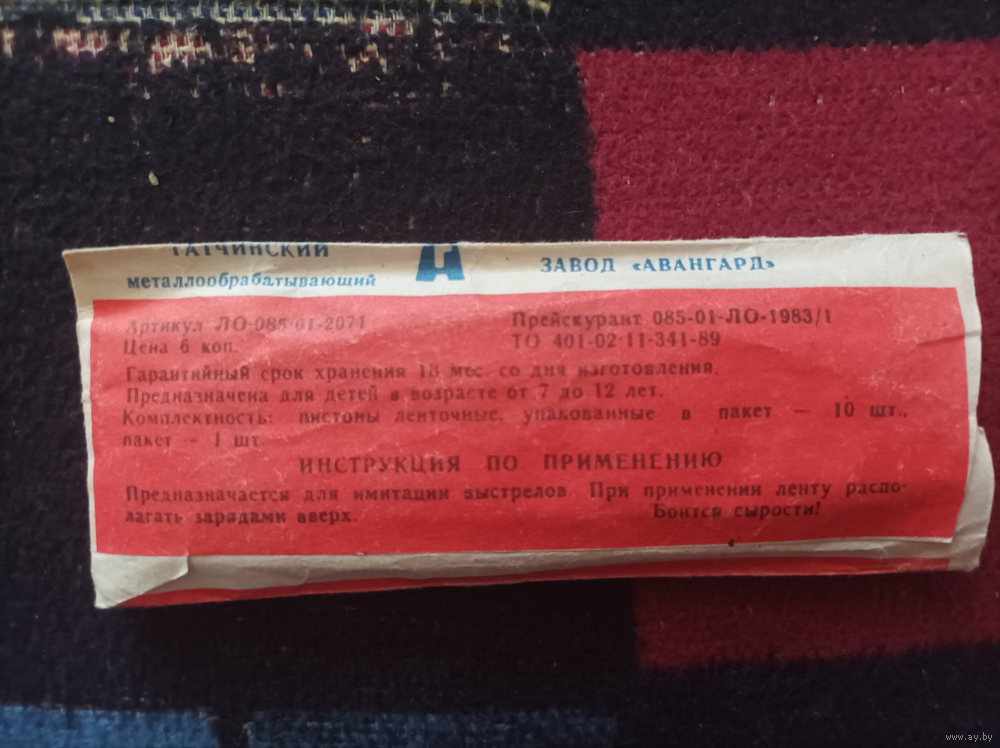 ГАТЧИНСКИЙ
металлообрабатывающий
ЗАВОД «АВАНГАРД»
Артикул ЛО-085-01-2071
Цена 6 коп.
Прейскурант 085-01-ЛО-1983/1
ТО 401-02-11-341-89
Гарантийный срок хранения 18 мес. со дня изготовления.
Предназначена для детей в возрасте от 7 до 12 лет.
Комплектность: пистоны ленточные, упакованные в пакет — 10 шт.,
пакет — 1 шт.
ИНСТРУКЦИЯ ПО ПРИМЕНЕНИЮ
Предназначается для имитации выстрелов. При применении ленту распо-
лагать зарядами вверх.
Боится сырости!
www.ay.by